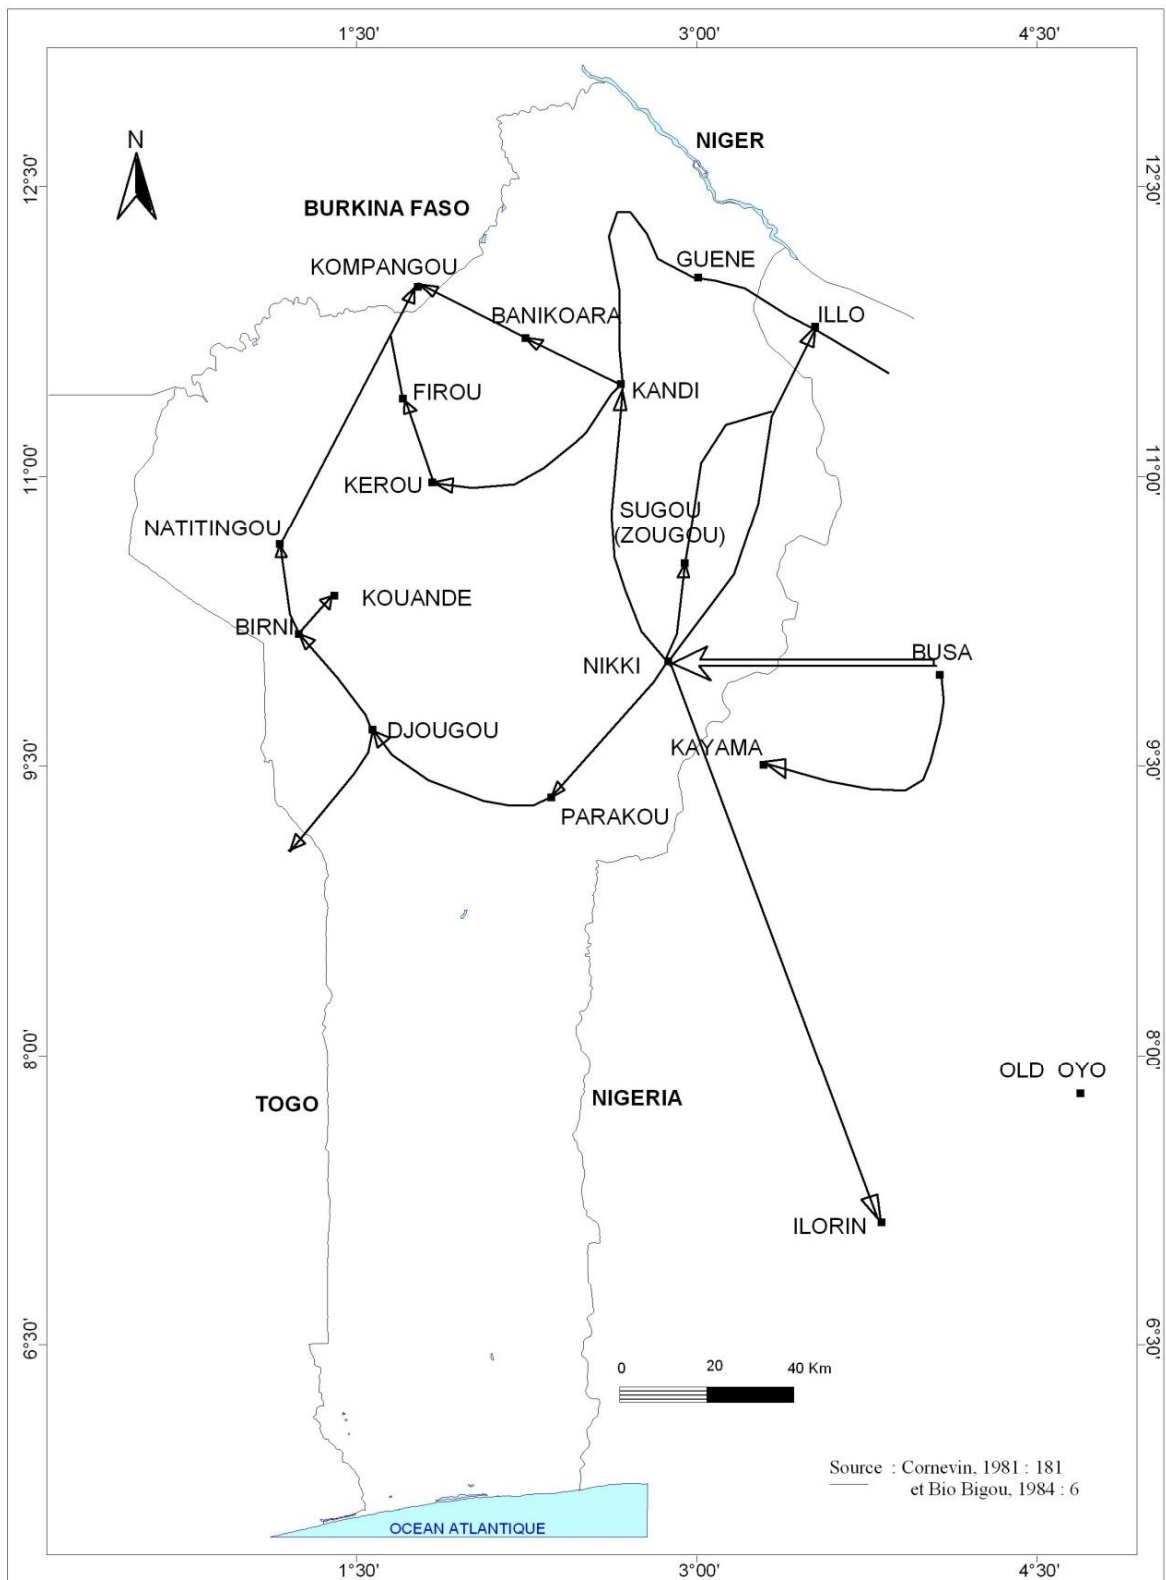 1°30' 3°00' 4°30'
N
NIGER
12°30' 12°30'
BURKINA FASO
KOMPANGOU
GUENE
BANIKOARA
ILLO
FIROU
KANDI
11°00' 11°00'
KEROU
SUGOU
(ZOUGOU)
NATITINGOU
KOUANDE
BIRNI
NIKKI
BUSA
DJOUGOU
KAYAMA
9°30' 9°30'
PARAKOU
8°00' 8°00'
OLD OYO
TOGO
NIGERIA
ILORIN
6°30' 6°30'
0 20 40 Km
Source : Cornevin, 1981 : 181
et Bio Bigou, 1984 : 6
OCEAN ATLANTIQUE
1°30' 3°00' 4°30'